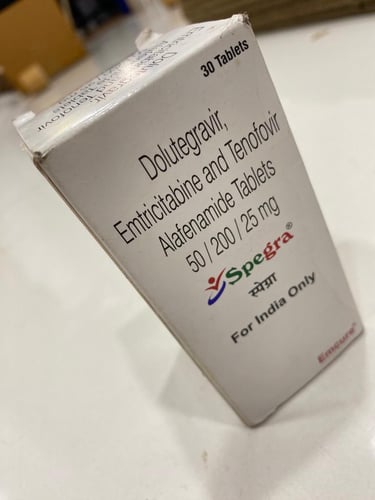 30 Tablets
Dolutegravir,
Emtricitabine and Tenofovir
Alafenamide Tablets
50 / 200 / 25 mg
Spegra®
स्पेग्रा
For India Only
Emcure®